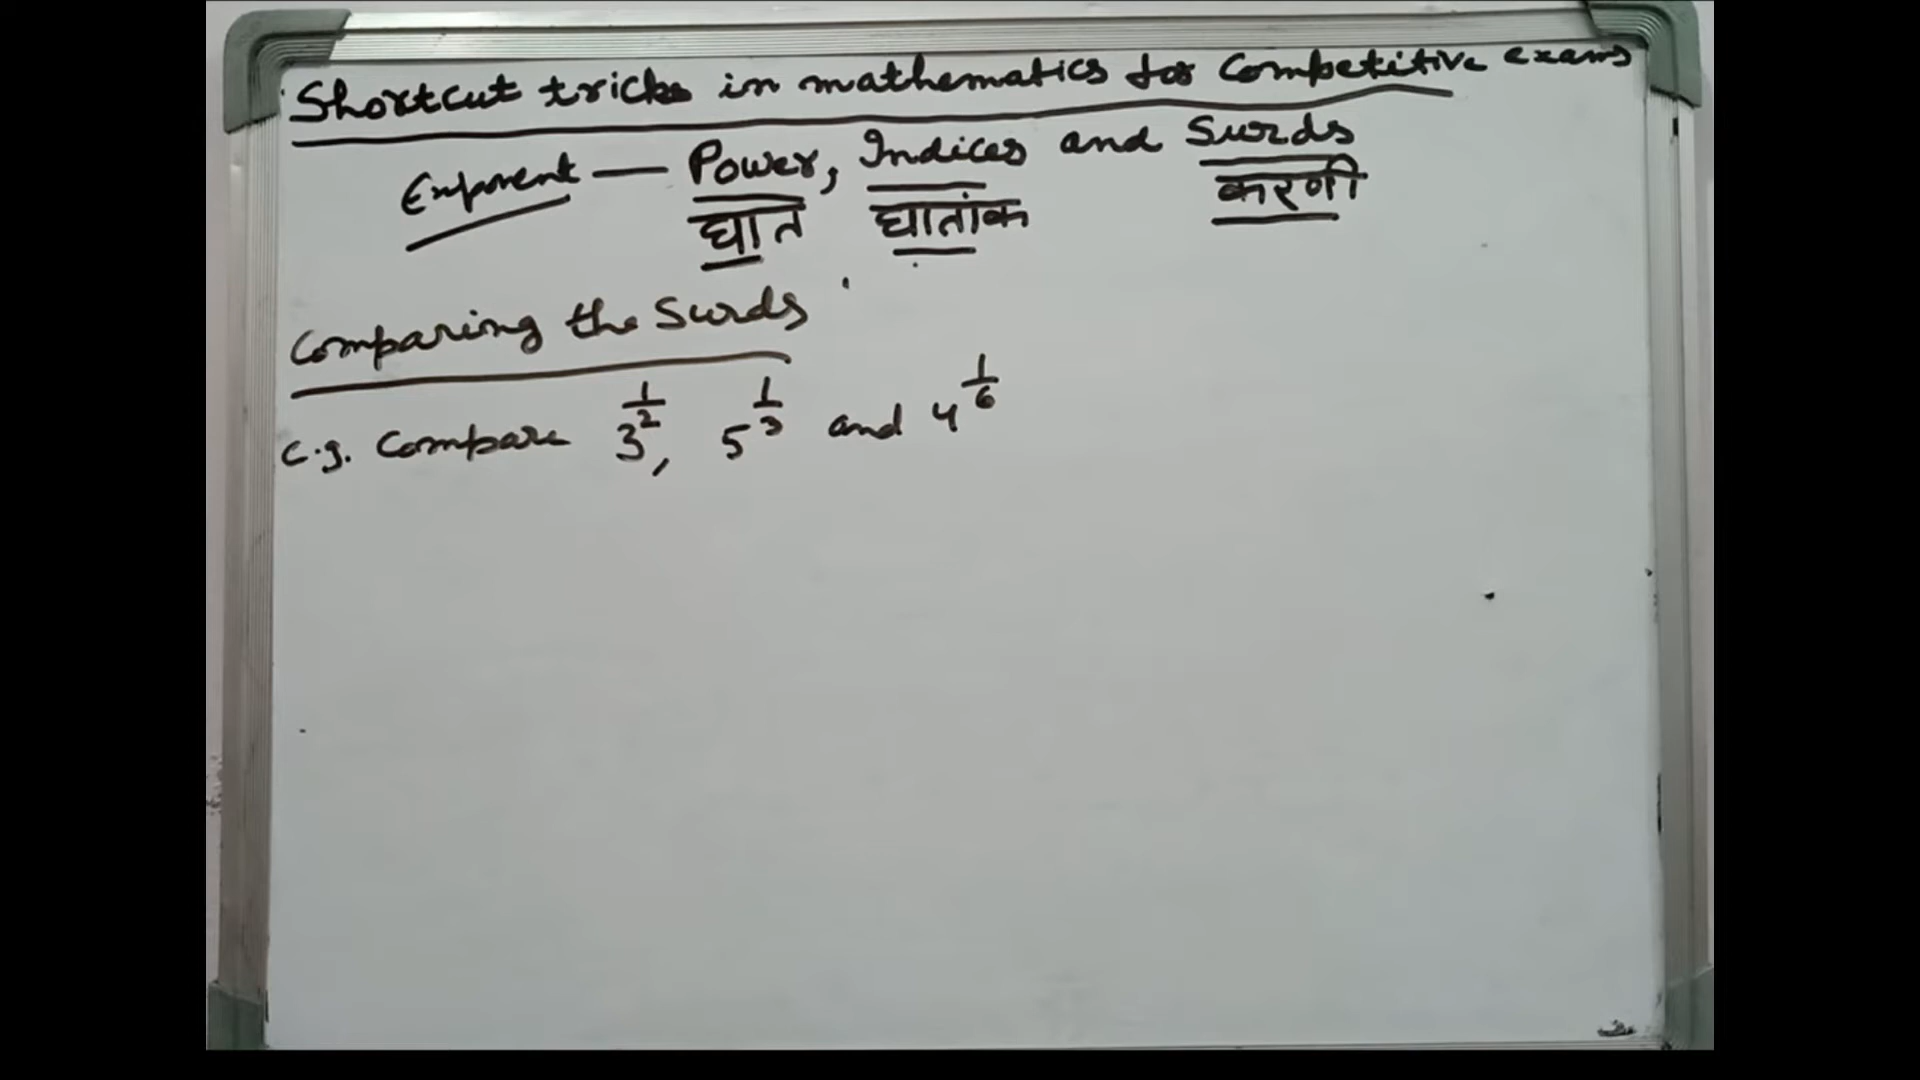 Shortcut tricks in mathematics for Competitive exams
Exponent — Power, Indices and Surds
घात घातांक करणी
Comparing the Surds
e.g. Compare 3^{1/2}, 5^{1/3} and 4^{1/6}